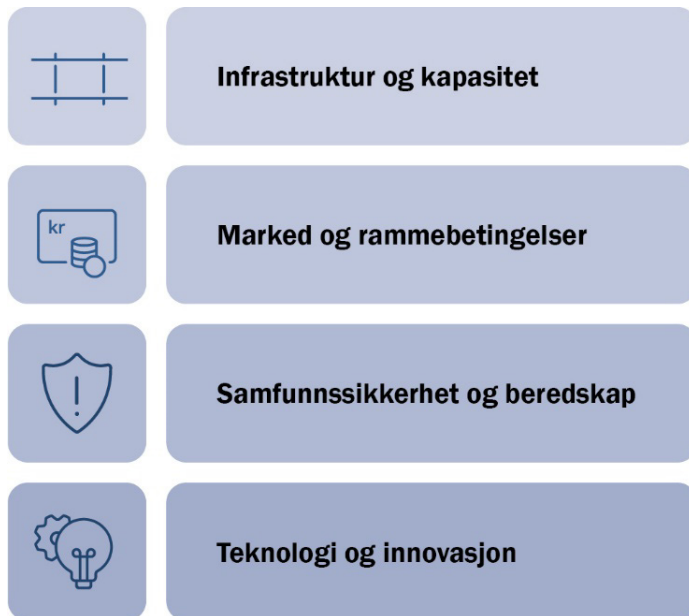 Infrastruktur og kapasitet
kr
Marked og rammebetingelser
Samfunnssikkerhet og beredskap
Teknologi og innovasjon